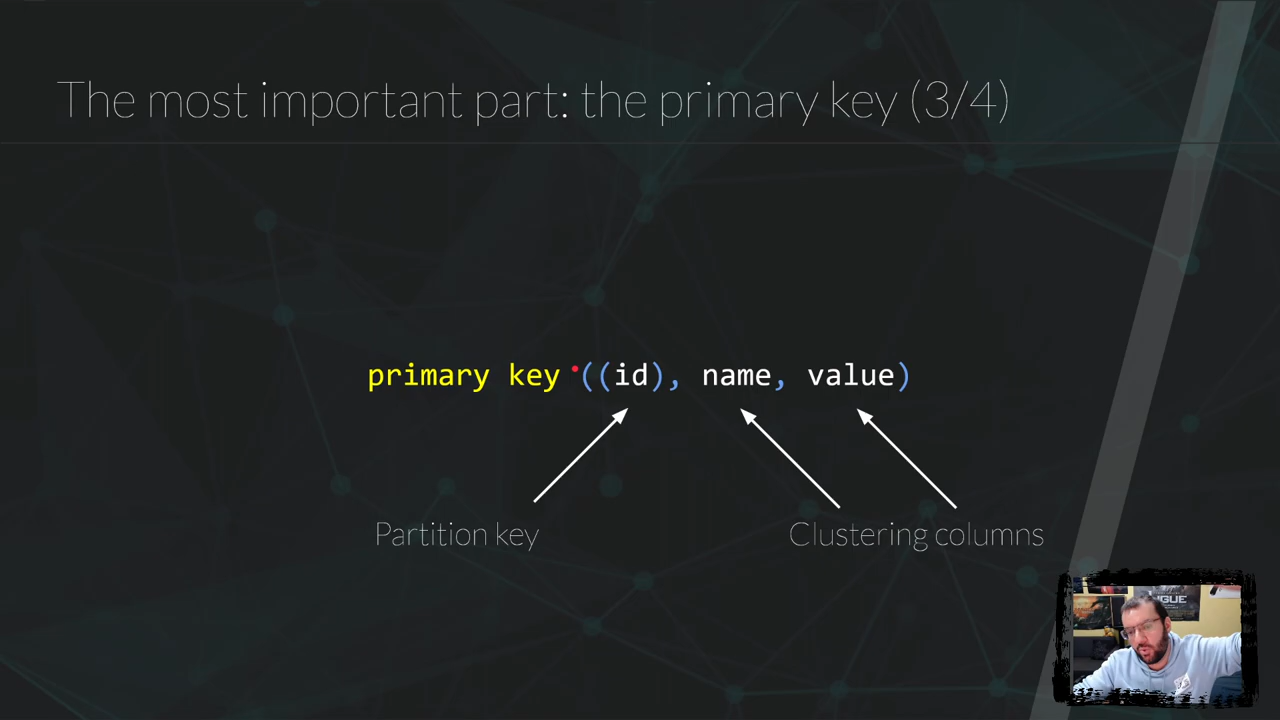 The most important part: the primary key (3/4)
primary key ((id), name, value)
Partition key
Clustering columns